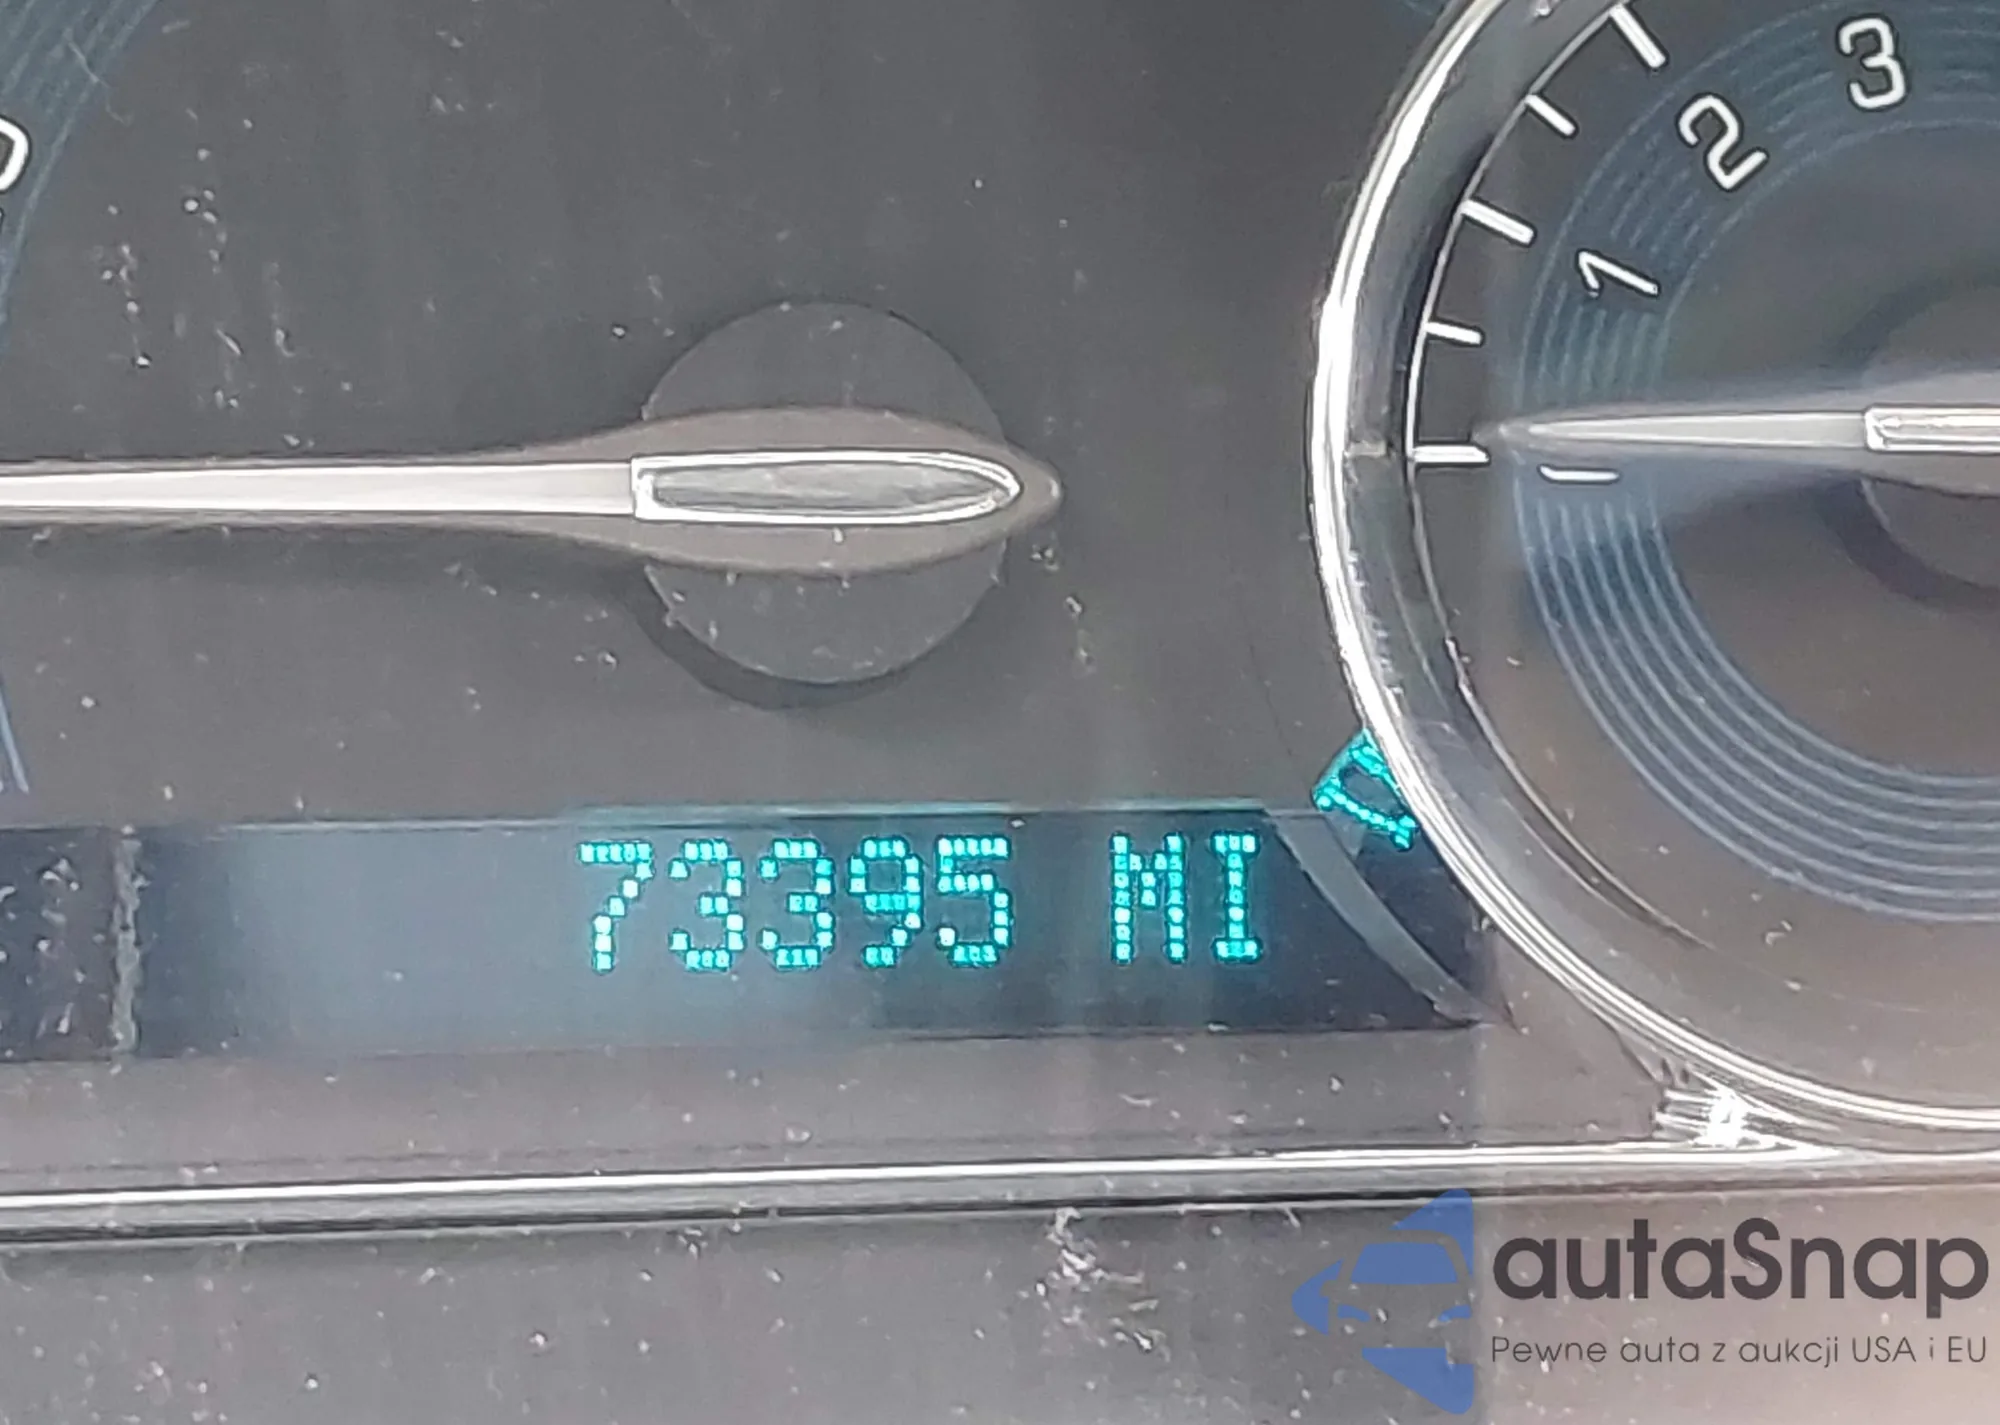 3
2
1
73395 MI
autaSnap
Pewne auta z aukcji USA i EU